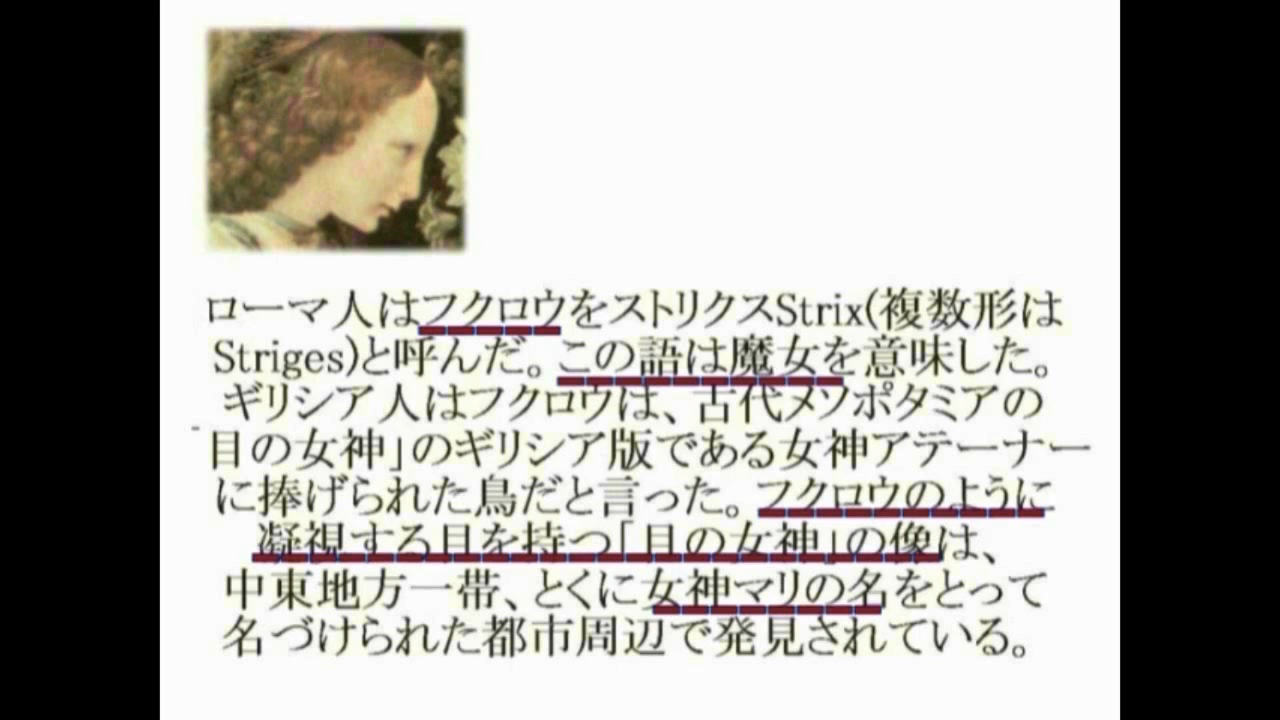 ローマ人はフクロウをストリクスStrix(複数形は
Striges)と呼んだ。この語は魔女を意味した。
ギリシア人はフクロウは、古代メソポタミアの
目の女神」のギリシア版である女神アテーナー
に捧げられた鳥だと言った。フクロウのように
凝視する目を持つ「目の女神」の像は、
中東地方一帯、とくに女神マリの名をとって
名づけられた都市周辺で発見されている。